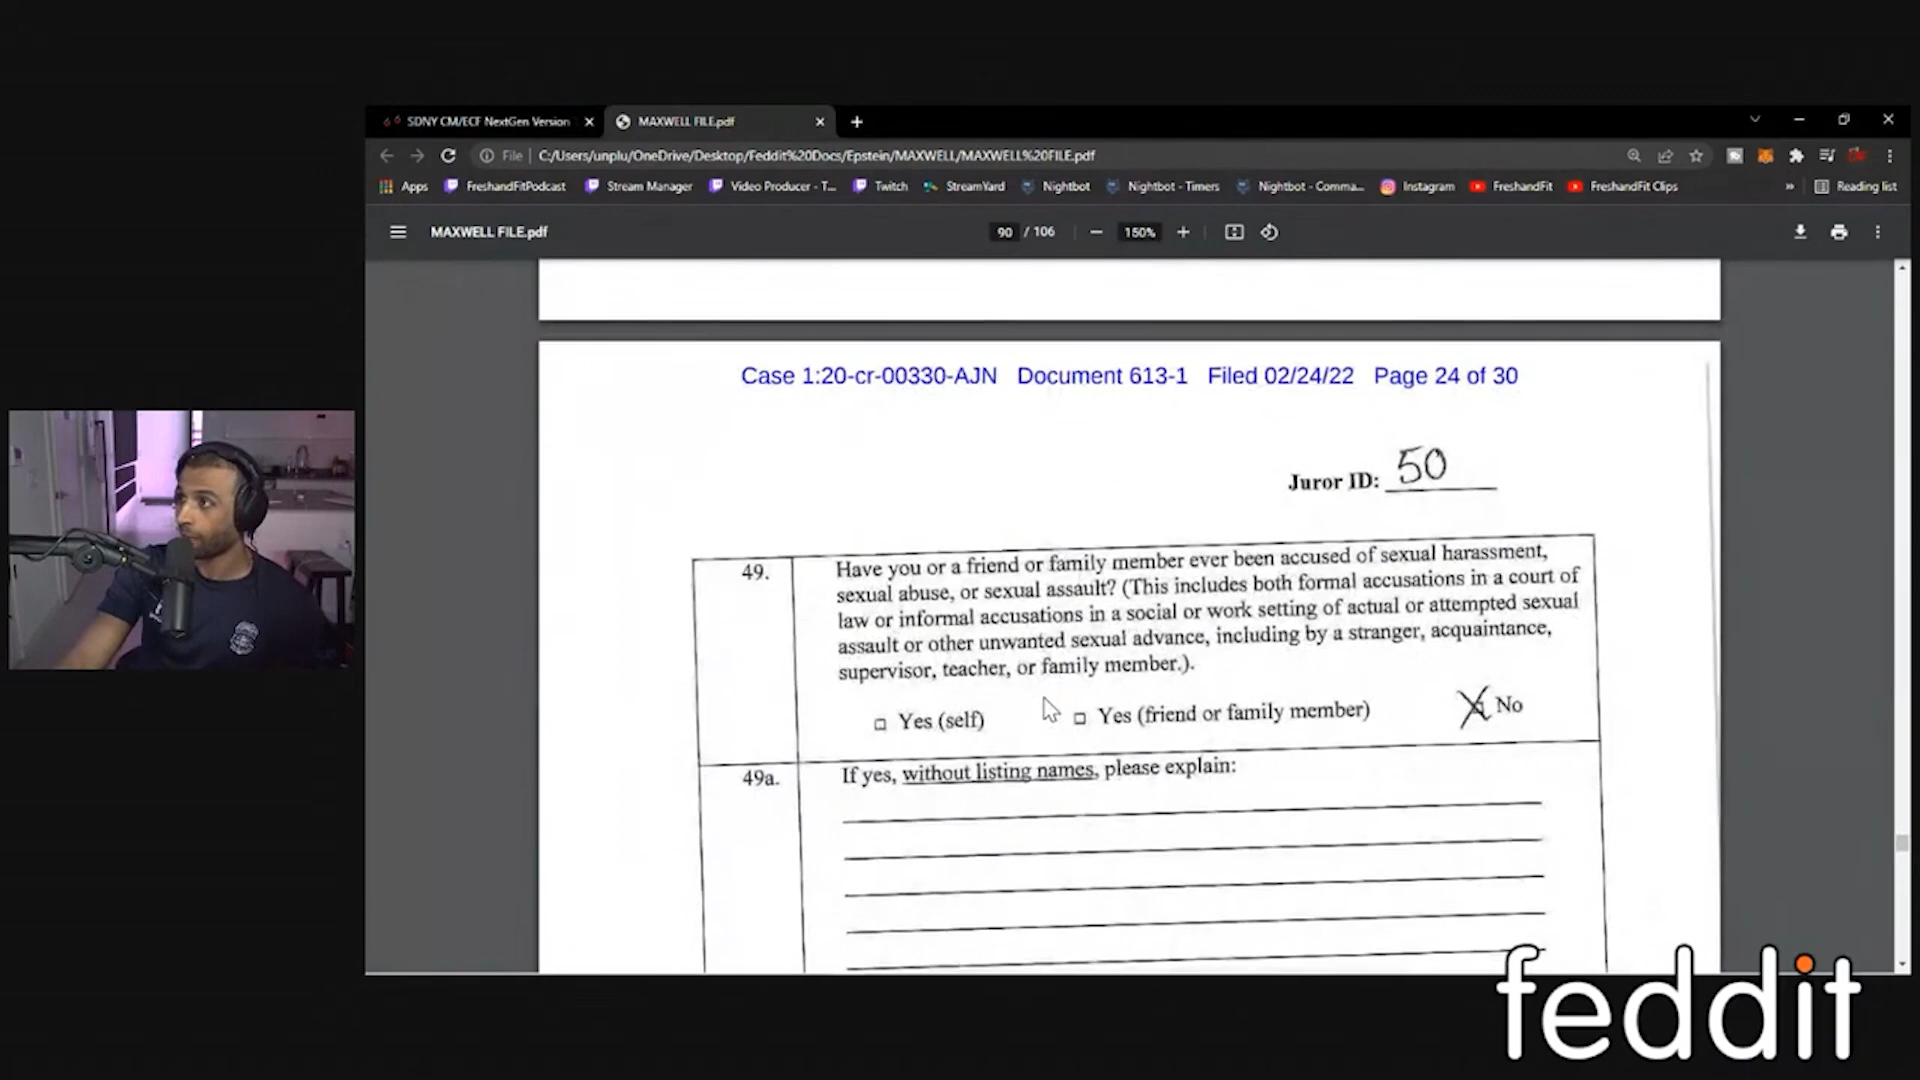 SDNY CM/ECF NextGen Version
MAXWELL FILE.pdf
File
C:/Users/unplu/OneDrive/Desktop/Feddit%20Docs/Epstein/MAXWELL/MAXWELL%20FILE.pdf
Apps FreshandFitPodcast Stream Manager Video Producer - T... Twitch StreamYard Nightbot Nightbot - Timers Nightbot - Comma... Instagram FreshandFit FreshandFit Clips » Reading list
MAXWELL FILE.pdf 90 / 106 150%
Case 1:20-cr-00330-AJN Document 613-1 Filed 02/24/22 Page 24 of 30
Juror ID: 50
49. Have you or a friend or family member ever been accused of sexual harassment,
sexual abuse, or sexual assault? (This includes both formal accusations in a court of
law or informal accusations in a social or work setting of actual or attempted sexual
assault or other unwanted sexual advance, including by a stranger, acquaintance,
supervisor, teacher, or family member.).
Yes (self) Yes (friend or family member) No
49a. If yes, without listing names, please explain:
feddit